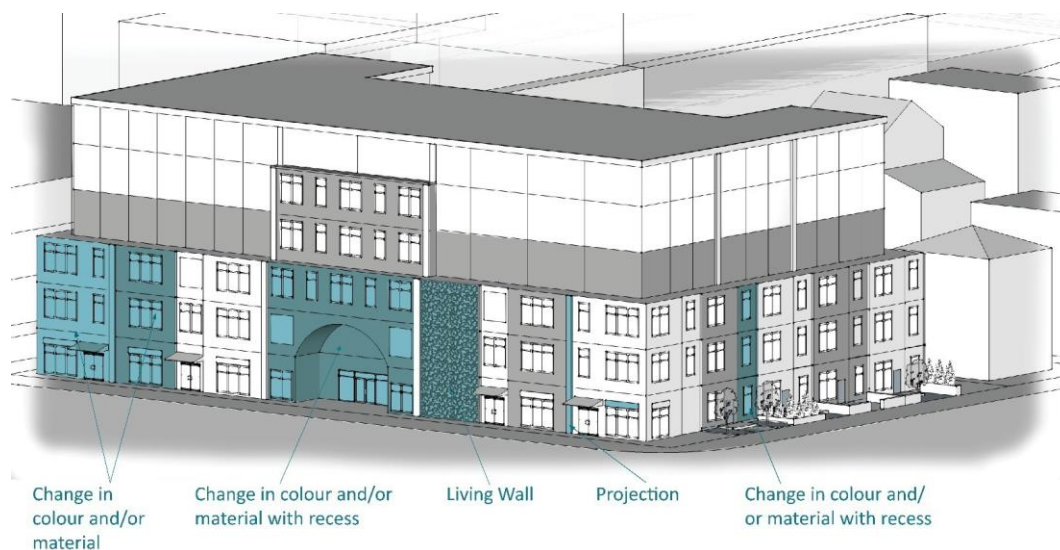 Change in
colour and/or
material
Change in colour and/or
material with recess
Living Wall
Projection
Change in colour and/
or material with recess